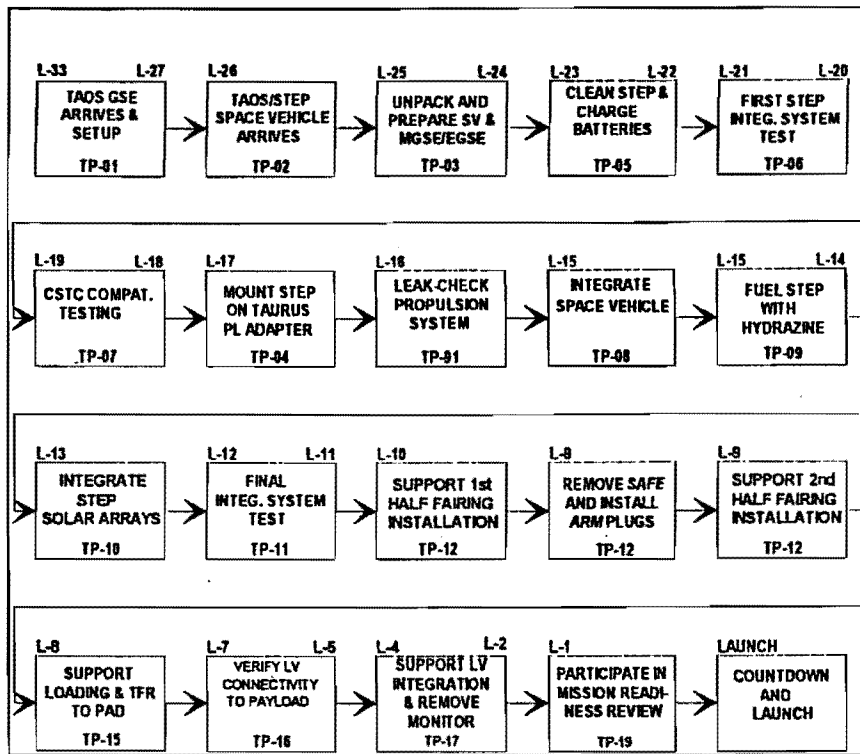 L-33 L-27
TAOS GSE
ARRIVES &
SETUP
TP-01
L-26
TAOS/STEP
SPACE VEHICLE
ARRIVES
TP-02
L-25 L-24
UNPACK AND
PREPARE SV &
MGSE/EGSE
TP-03
L-23 L-22
CLEAN STEP &
CHARGE
BATTERIES
TP-05
L-21 L-20
FIRST STEP
INTEG. SYSTEM
TEST
TP-06
L-19 L-18
CSTC COMPAT.
TESTING
TP-07
L-17
MOUNT STEP
ON TAURUS
PL ADAPTER
TP-04
L-16
LEAK-CHECK
PROPULSION
SYSTEM
TP-91
L-15
INTEGRATE
SPACE VEHICLE
TP-08
L-15 L-14
FUEL STEP
WITH
HYDRAZINE
TP-09
L-13
INTEGRATE
STEP
SOLAR ARRAYS
TP-10
L-12 L-11
FINAL
INTEG. SYSTEM
TEST
TP-11
L-10
SUPPORT 1st
HALF FAIRING
INSTALLATION
TP-12
L-9
REMOVE SAFE
AND INSTALL
ARM PLUGS
TP-12
L-9
SUPPORT 2nd
HALF FAIRING
INSTALLATION
TP-12
L-8
SUPPORT
LOADING & TFR
TO PAD
TP-15
L-7 L-5
VERIFY LV
CONNECTIVITY
TO PAYLOAD
TP-16
L-4 L-2
SUPPORT LV
INTEGRATION
& REMOVE
MONITOR
TP-17
L-1
PARTICIPATE IN
MISSION READI-
NESS REVIEW
TP-19
LAUNCH
COUNTDOWN
AND
LAUNCH